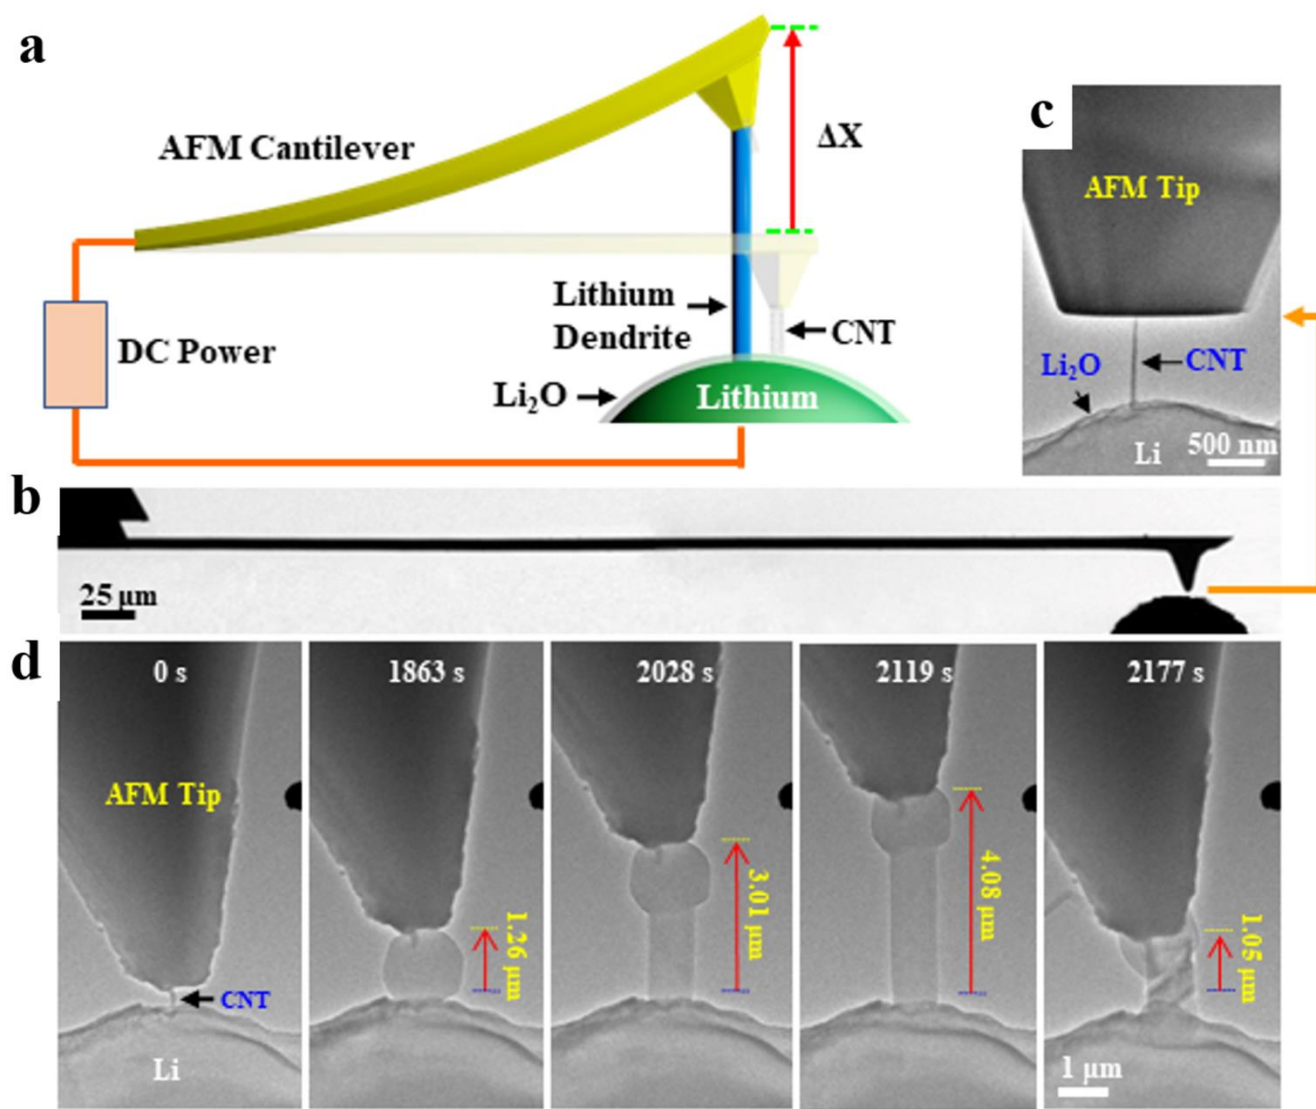 a
AFM Cantilever
ΔX
DC Power
Lithium
Dendrite
CNT
Li₂O
Lithium
c
AFM Tip
Li₂O
CNT
Li
500 nm
b
25 μm
d
0 s
AFM Tip
CNT
Li
1863 s
1.26 μm
2028 s
3.01 μm
2119 s
4.08 μm
2177 s
1.05 μm
1 μm